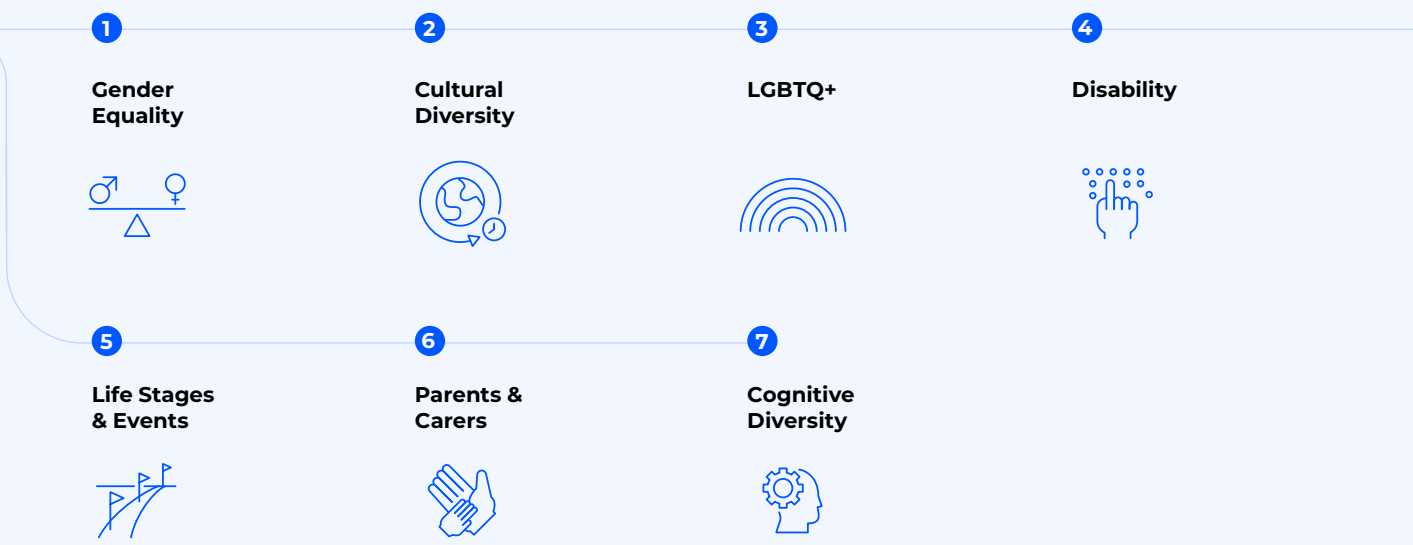 1
Gender
Equality
2
Cultural
Diversity
3
LGBTQ+
4
Disability
5
Life Stages
& Events
6
Parents &
Carers
7
Cognitive
Diversity